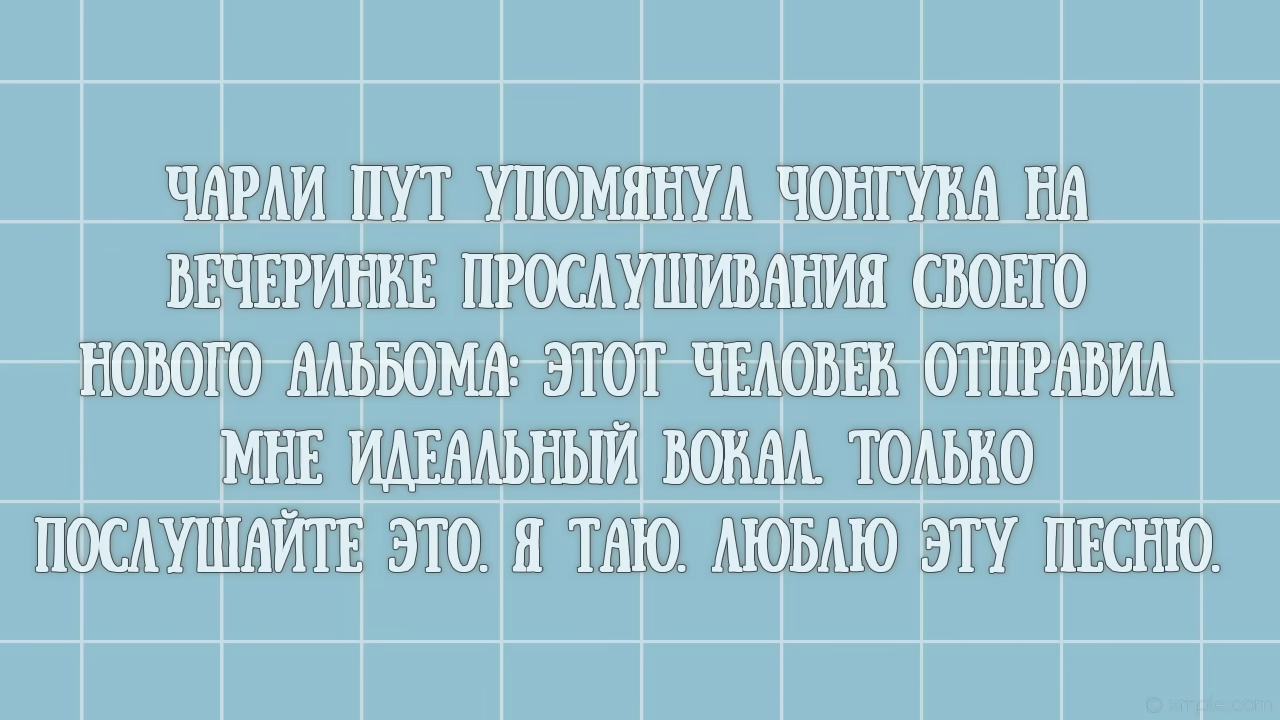 ЧАРЛИ ПУТ УПОМЯНУЛ ЧОНГУКА НА
ВЕЧЕРИНКЕ ПРОСЛУШИВАНИЯ СВОЕГО
НОВОГО АЛЬБОМА: ЭТОТ ЧЕЛОВЕК ОТПРАВИЛ
МНЕ ИДЕАЛЬНЫЙ ВОКАЛ. ТОЛЬКО
ПОСЛУШАЙТЕ ЭТО. Я ТАЮ. ЛЮБЛЮ ЭТУ ПЕСНЮ.